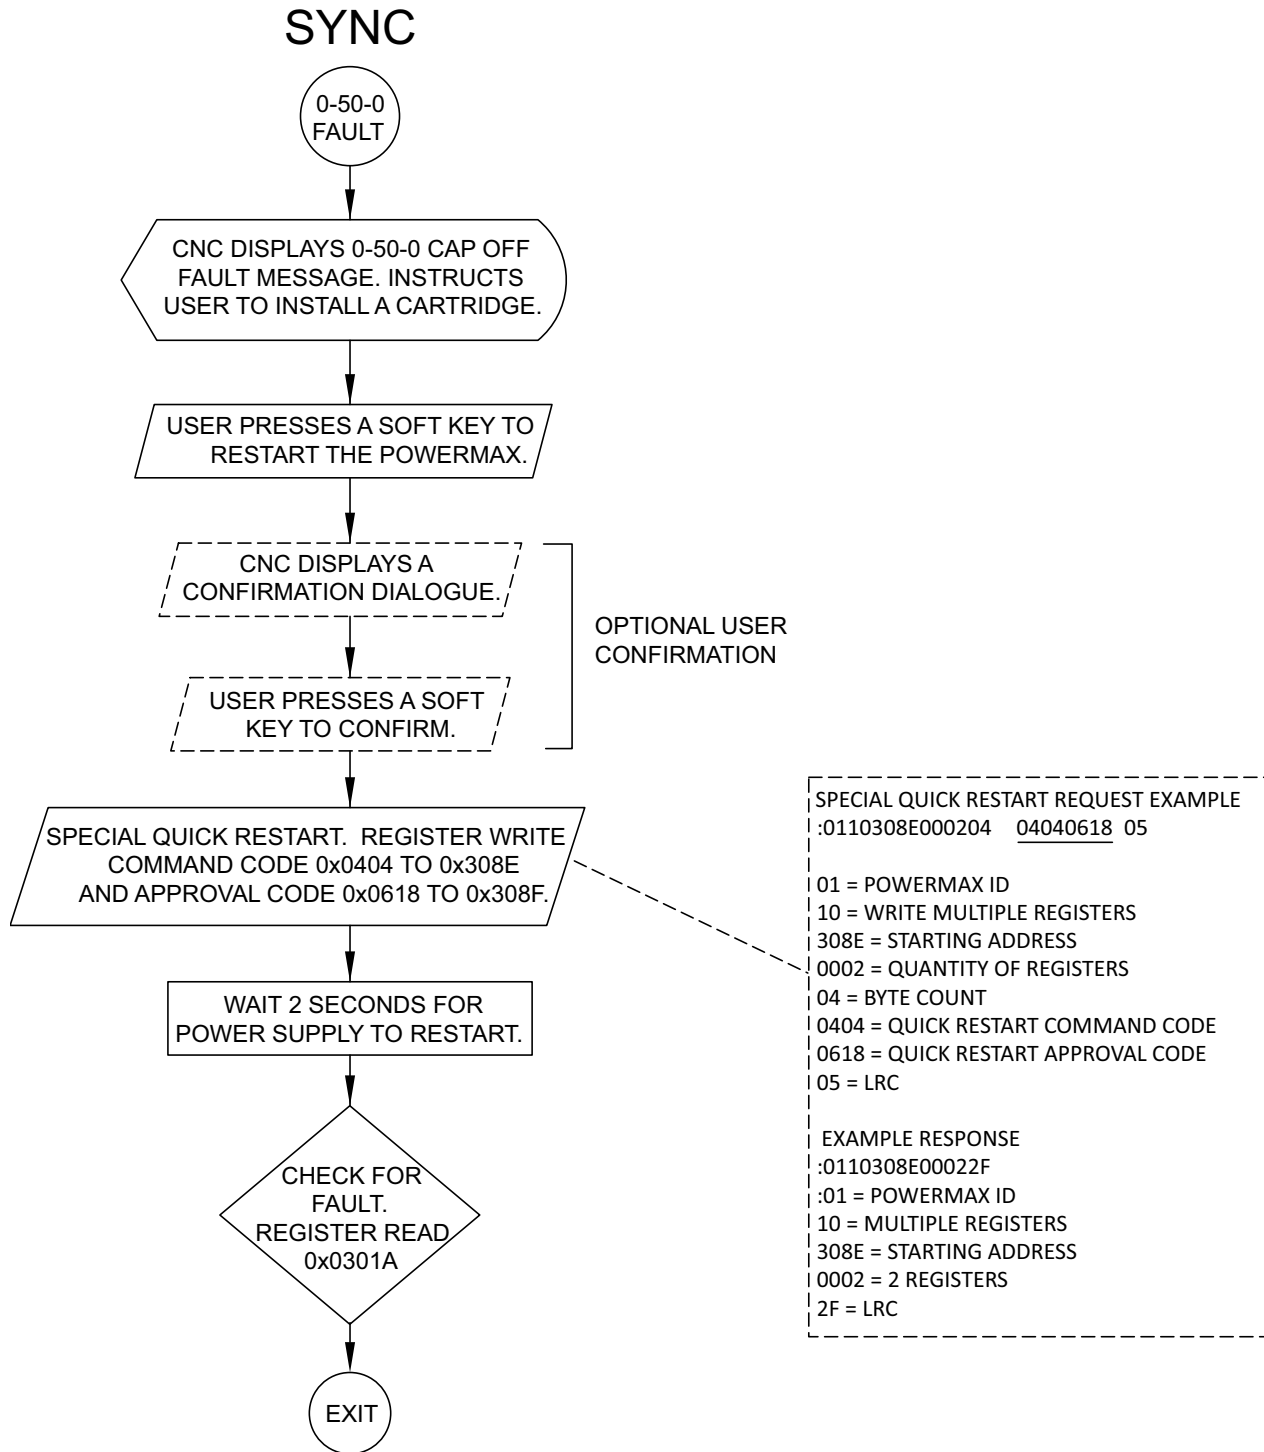 SYNC
0-50-0
FAULT
CNC DISPLAYS 0-50-0 CAP OFF
FAULT MESSAGE. INSTRUCTS
USER TO INSTALL A CARTRIDGE.
USER PRESSES A SOFT KEY TO
RESTART THE POWERMAX.
CNC DISPLAYS A
CONFIRMATION DIALOGUE.
USER PRESSES A SOFT
KEY TO CONFIRM.
OPTIONAL USER
CONFIRMATION
SPECIAL QUICK RESTART. REGISTER WRITE
COMMAND CODE 0x0404 TO 0x308E
AND APPROVAL CODE 0x0618 TO 0x308F.
WAIT 2 SECONDS FOR
POWER SUPPLY TO RESTART.
CHECK FOR
FAULT.
REGISTER READ
0x0301A
EXIT
SPECIAL QUICK RESTART REQUEST EXAMPLE
:0110308E000204 04040618 05
01 = POWERMAX ID
10 = WRITE MULTIPLE REGISTERS
308E = STARTING ADDRESS
0002 = QUANTITY OF REGISTERS
04 = BYTE COUNT
0404 = QUICK RESTART COMMAND CODE
0618 = QUICK RESTART APPROVAL CODE
05 = LRC
EXAMPLE RESPONSE
:0110308E00022F
:01 = POWERMAX ID
10 = MULTIPLE REGISTERS
308E = STARTING ADDRESS
0002 = 2 REGISTERS
2F = LRC